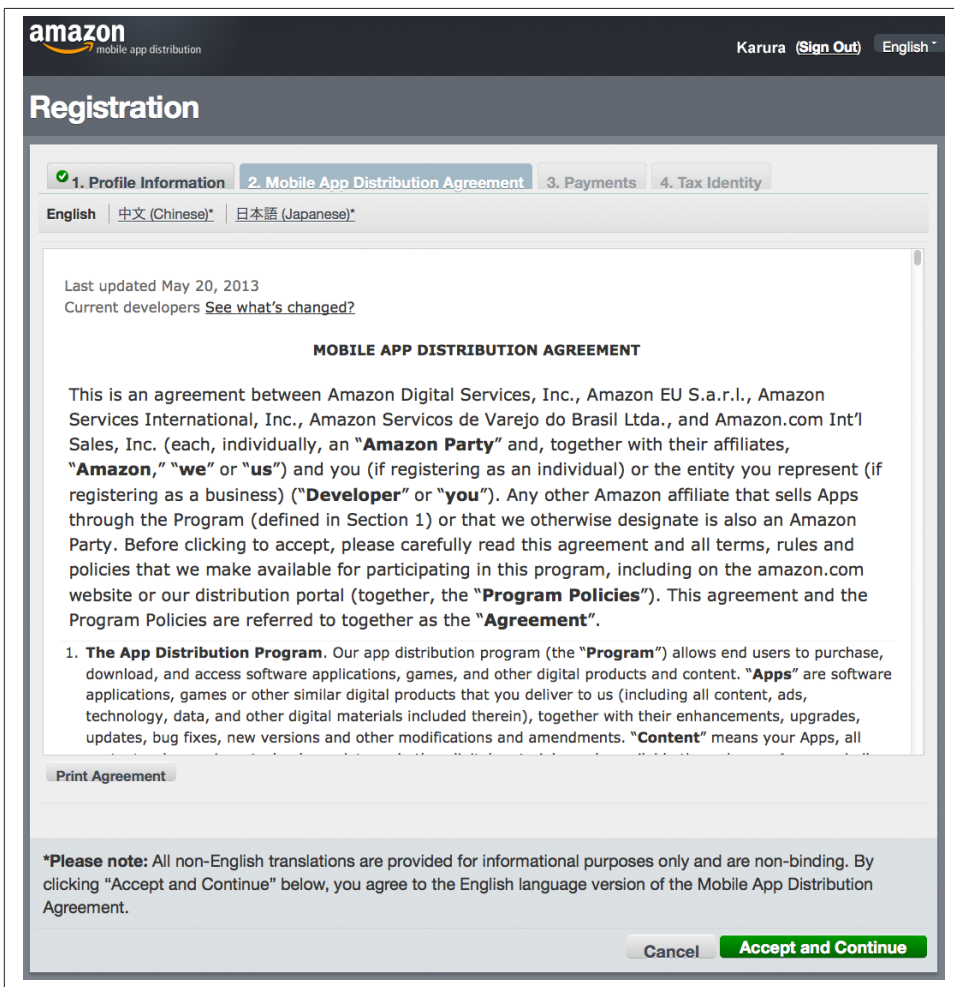 amazon
mobile app distribution
Karura (Sign Out) English
Registration
1. Profile Information 2. Mobile App Distribution Agreement 3. Payments 4. Tax Identity
English 中文 (Chinese)* 日本語 (Japanese)*
Last updated May 20, 2013
Current developers See what's changed?
MOBILE APP DISTRIBUTION AGREEMENT
This is an agreement between Amazon Digital Services, Inc., Amazon EU S.a.r.l., Amazon
Services International, Inc., Amazon Servicos de Varejo do Brasil Ltda., and Amazon.com Int'l
Sales, Inc. (each, individually, an “Amazon Party” and, together with their affiliates,
“Amazon,” “we” or “us”) and you (if registering as an individual) or the entity you represent (if
registering as a business) (“Developer” or “you”). Any other Amazon affiliate that sells Apps
through the Program (defined in Section 1) or that we otherwise designate is also an Amazon
Party. Before clicking to accept, please carefully read this agreement and all terms, rules and
policies that we make available for participating in this program, including on the amazon.com
website or our distribution portal (together, the “Program Policies”). This agreement and the
Program Policies are referred to together as the “Agreement”.
1. The App Distribution Program. Our app distribution program (the “Program”) allows end users to purchase,
download, and access software applications, games, and other digital products and content. “Apps” are software
applications, games or other similar digital products that you deliver to us (including all content, ads,
technology, data, and other digital materials included therein), together with their enhancements, upgrades,
updates, bug fixes, new versions and other modifications and amendments. “Content” means your Apps, all
Print Agreement
*Please note: All non-English translations are provided for informational purposes only and are non-binding. By
clicking “Accept and Continue” below, you agree to the English language version of the Mobile App Distribution
Agreement.
Cancel Accept and Continue